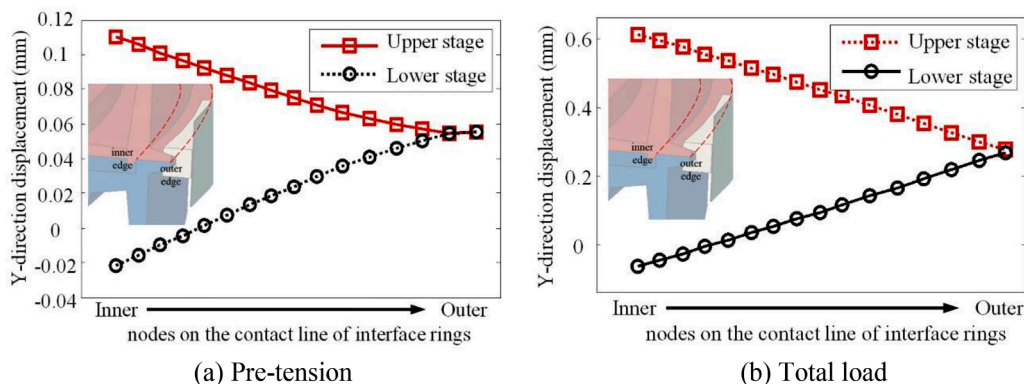 0.12
0.10
0.08
0.06
0.04
0.02
0
-0.02
-0.04
Y-direction displacement (mm)
Upper stage
Lower stage
inner
edge
outer
edge
Inner
Outer
nodes on the contact line of interface rings
(a) Pre-tension
0.6
0.4
0.2
0
Y-direction displacement (mm)
Upper stage
Lower stage
inner
edge
outer
edge
Inner
Outer
nodes on the contact line of interface rings
(b) Total load